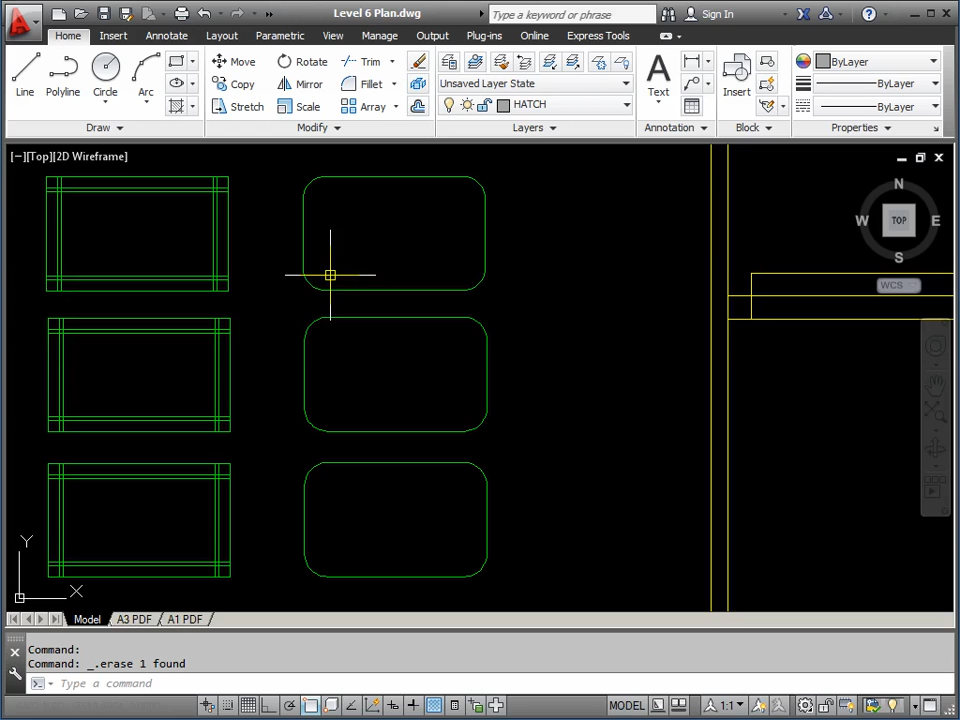 Level 6 Plan.dwg
Type a keyword or phrase
Sign In
Home Insert Annotate Layout Parametric View Manage Output Plug-ins Online Express Tools
Line
Polyline
Circle
Arc
Draw
Move
Rotate
Trim
Copy
Mirror
Fillet
Stretch
Scale
Array
Modify
Unsaved Layer State
HATCH
Layers
Text
Annotation
Insert
Block
ByLayer
ByLayer
ByLayer
Properties
[−][Top][2D Wireframe]
N
W
TOP
E
S
WCS
Y
X
Model A3 PDF A1 PDF
Command:
Command: _.erase 1 found
Type a command
MODEL
1:1